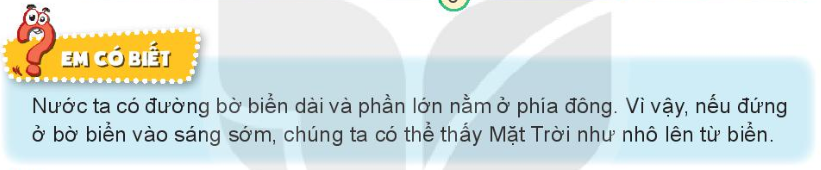 EM CÓ BIẾT
Nước ta có đường bờ biển dài và phần lớn nằm ở phía đông. Vì vậy, nếu đứng
ở bờ biển vào sáng sớm, chúng ta có thể thấy Mặt Trời như nhô lên từ biển.